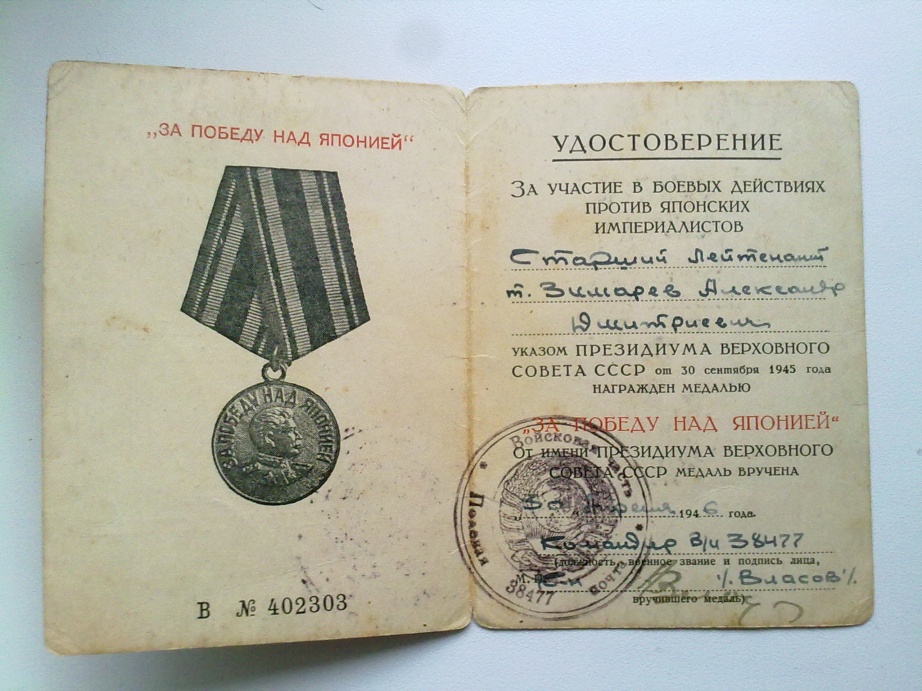 „ЗА ПОБЕДУ НАД ЯПОНИЕЙ“
ЗА ПОБЕДУ НАД ЯПОНИЕЙ
В № 402303
УДОСТОВЕРЕНИЕ
ЗА УЧАСТИЕ В БОЕВЫХ ДЕЙСТВИЯХ
ПРОТИВ ЯПОНСКИХ
ИМПЕРИАЛИСТОВ
Старший Лейтенант
т. Зимарев Александр
Дмитриевич
УКАЗОМ ПРЕЗИДИУМА ВЕРХОВНОГО
СОВЕТА СССР от 30 сентября 1945 года
НАГРАЖДЕН МЕДАЛЬЮ
„ЗА ПОБЕДУ НАД ЯПОНИЕЙ“
ОТ ИМЕНИ ПРЕЗИДИУМА ВЕРХОВНОГО
СОВЕТА СССР МЕДАЛЬ ВРУЧЕНА
апреля 1946 года.
Командир В/Ч 38477
(должность, военное звание и подпись лица,
М. П. /Власов/.
вручившего медаль)
Войсковая часть
Полевая почта
38477